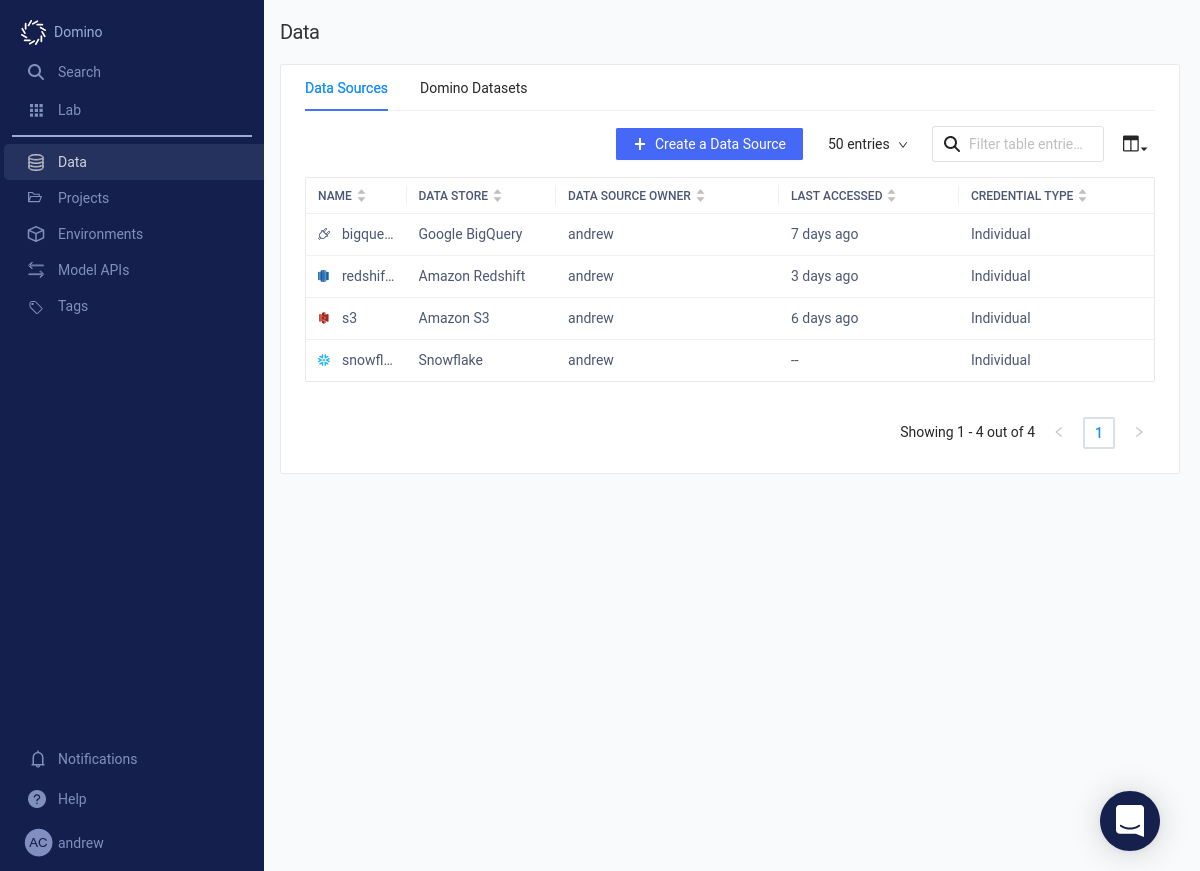 Domino
Search
Lab
Data
Projects
Environments
Model APIs
Tags
Notifications
Help
AC andrew
Data
Data Sources Domino Datasets
+ Create a Data Source 50 entries Filter table entrie...
NAME DATA STORE DATA SOURCE OWNER LAST ACCESSED CREDENTIAL TYPE
bigque... Google BigQuery andrew 7 days ago Individual
redshif... Amazon Redshift andrew 3 days ago Individual
s3 Amazon S3 andrew 6 days ago Individual
snowfl... Snowflake andrew -- Individual
Showing 1 - 4 out of 4 < 1 >